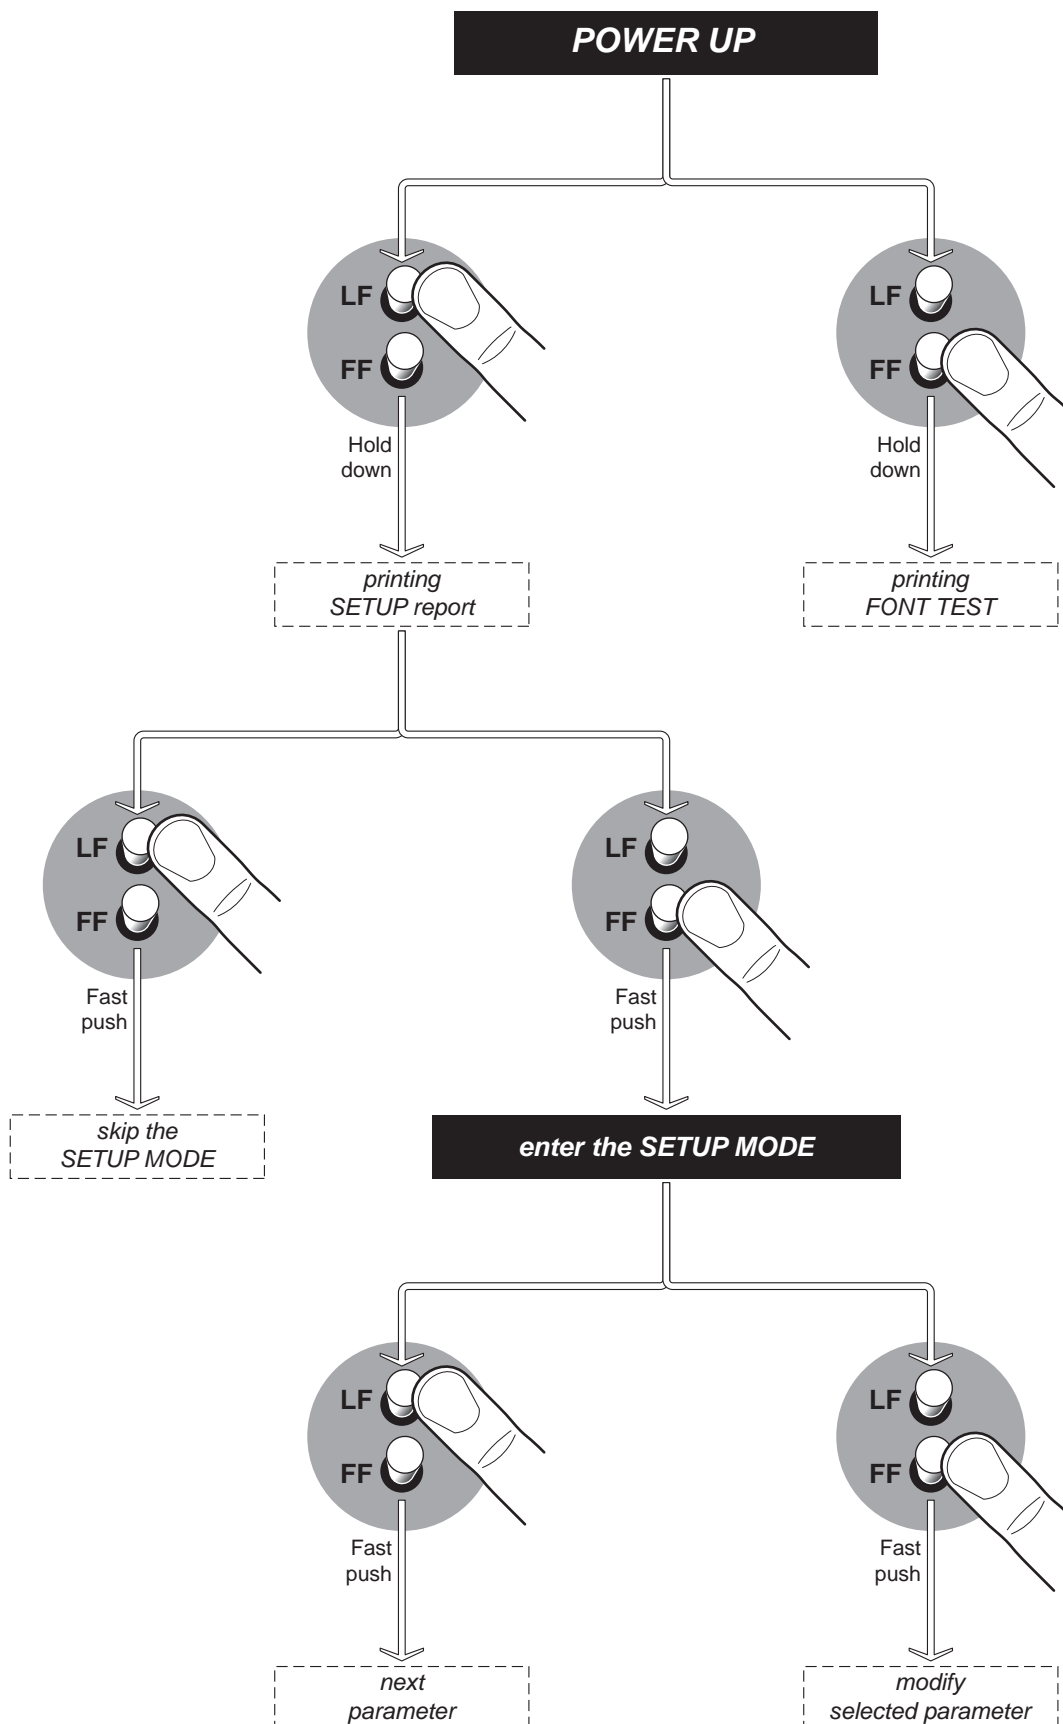 POWER UP
LF
FF
LF
FF
Hold
down
Hold
down
printing
SETUP report
printing
FONT TEST
LF
FF
LF
FF
Fast
push
Fast
push
skip the
SETUP MODE
enter the SETUP MODE
LF
FF
LF
FF
Fast
push
Fast
push
next
parameter
modify
selected parameter